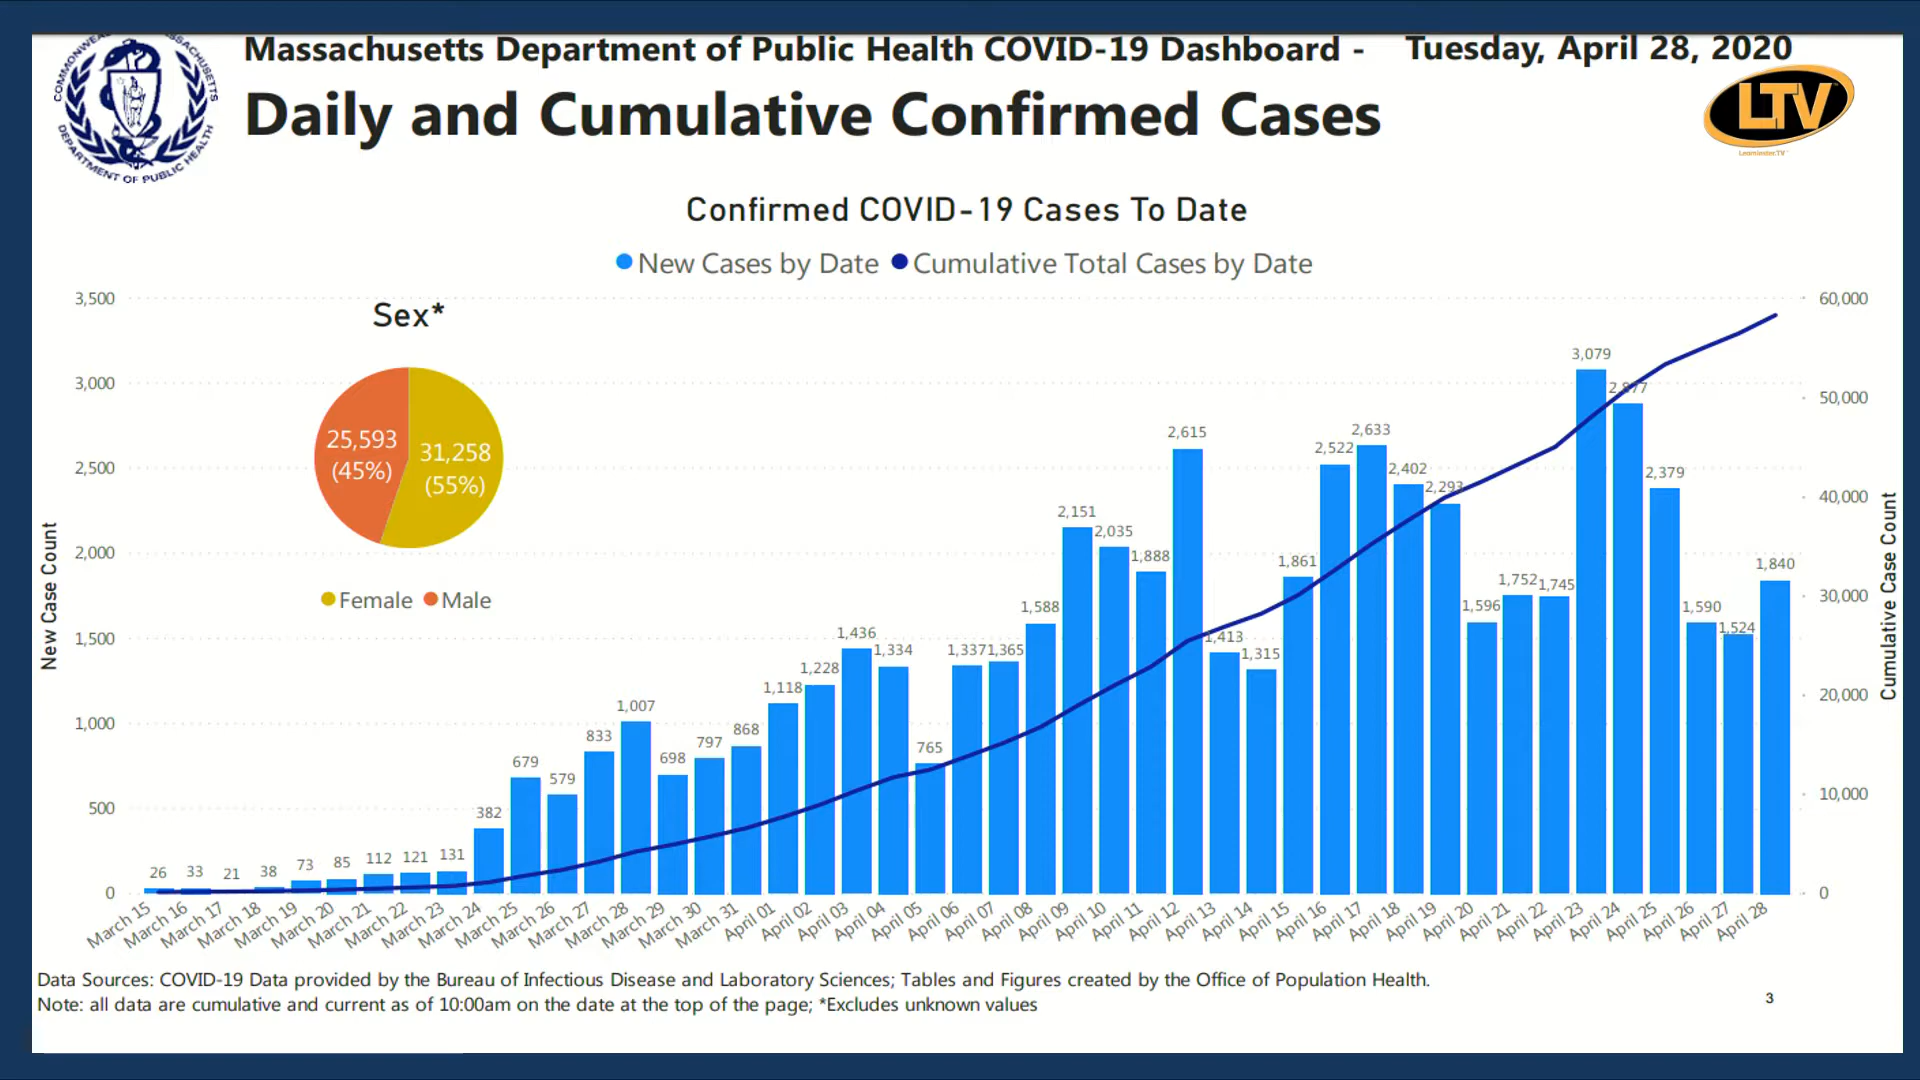 COMMONWEALTH OF MASSACHUSETTS
DEPARTMENT OF PUBLIC HEALTH
Massachusetts Department of Public Health COVID-19 Dashboard - Tuesday, April 28, 2020
Daily and Cumulative Confirmed Cases
LTV
Leominster.TV
Confirmed COVID-19 Cases To Date
New Cases by Date Cumulative Total Cases by Date
Sex*
25,593
(45%)
31,258
(55%)
Female Male
New Case Count
3,500
3,000
2,500
2,000
1,500
1,000
500
0
26 33 21 38 73 85 112 121 131 382 679 579 833 1,007 698 797 868 1,118 1,228 1,436 1,334 765 1,337 1,365 1,588 2,151 2,035 1,888 2,615 1,413 1,315 1,861 2,522 2,633 2,402 2,293 1,596 1,752 1,745 3,079 2,877 2,379 1,590 1,524 1,840
60,000
50,000
40,000
30,000
20,000
10,000
0
Cumulative Case Count
March 15 March 16 March 17 March 18 March 19 March 20 March 21 March 22 March 23 March 24 March 25 March 26 March 27 March 28 March 29 March 30 March 31 April 01 April 02 April 03 April 04 April 05 April 06 April 07 April 08 April 09 April 10 April 11 April 12 April 13 April 14 April 15 April 16 April 17 April 18 April 19 April 20 April 21 April 22 April 23 April 24 April 25 April 26 April 27 April 28
Data Sources: COVID-19 Data provided by the Bureau of Infectious Disease and Laboratory Sciences; Tables and Figures created by the Office of Population Health.
Note: all data are cumulative and current as of 10:00am on the date at the top of the page; *Excludes unknown values
3